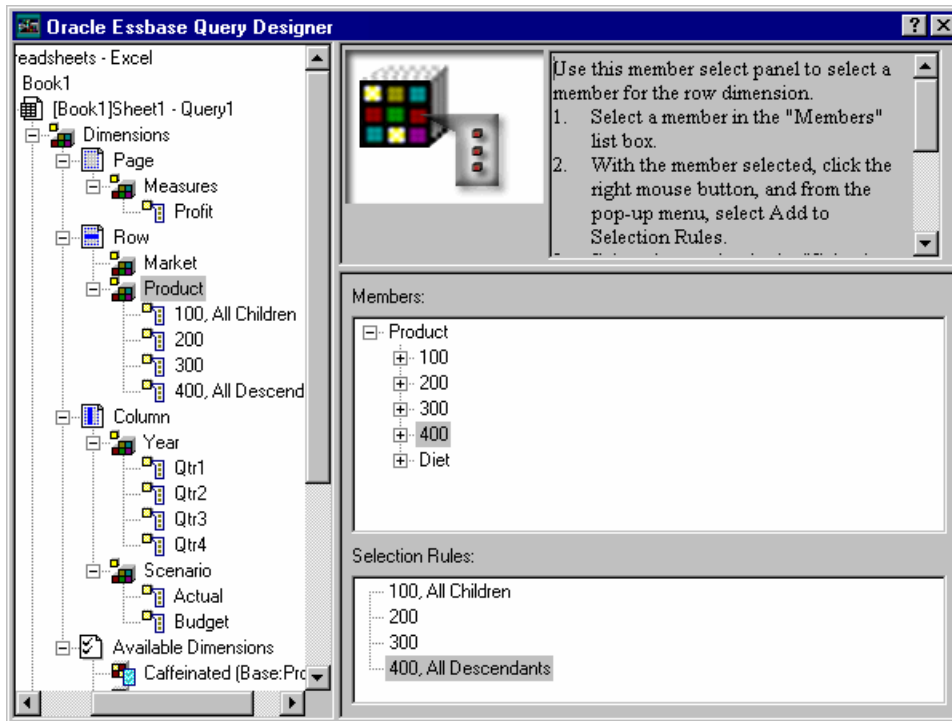 Oracle Essbase Query Designer
readsheets - Excel
Book1
[Book1]Sheet1 - Query1
Dimensions
Page
Measures
Profit
Row
Market
Product
100, All Children
200
300
400, All Descend
Column
Year
Qtr1
Qtr2
Qtr3
Qtr4
Scenario
Actual
Budget
Available Dimensions
Caffeinated (Base:Pro
Use this member select panel to select a
member for the row dimension.
1. Select a member in the "Members"
list box.
2. With the member selected, click the
right mouse button, and from the
pop-up menu, select Add to
Selection Rules.
Members:
Product
100
200
300
400
Diet
Selection Rules:
100, All Children
200
300
400, All Descendants